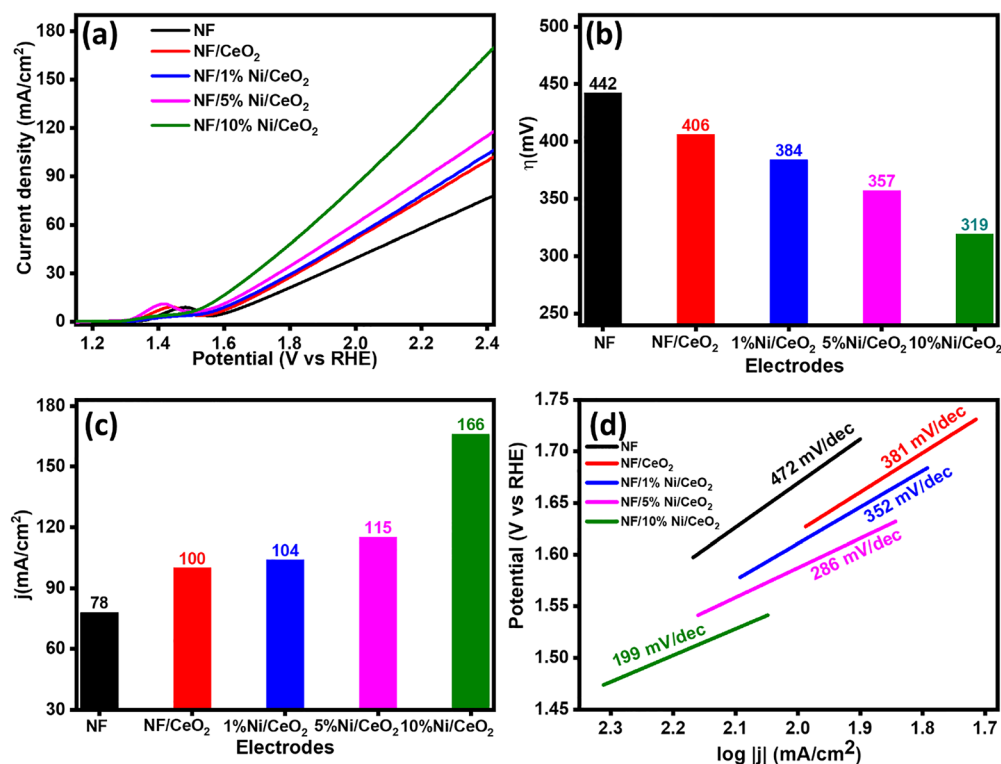 (a)
NF
NF/CeO₂
NF/1% Ni/CeO₂
NF/5% Ni/CeO₂
NF/10% Ni/CeO₂
Current density (mA/cm²)
180
150
120
90
60
30
0
1.2 1.4 1.6 1.8 2.0 2.2 2.4
Potential (V vs RHE)
(b)
η(mV)
500
450
400
350
300
250
442
406
384
357
319
NF NF/CeO₂ 1%Ni/CeO₂ 5%Ni/CeO₂ 10%Ni/CeO₂
Electrodes
(c)
j(mA/cm²)
180
150
120
90
60
30
78
100
104
115
166
NF NF/CeO₂ 1%Ni/CeO₂ 5%Ni/CeO₂ 10%Ni/CeO₂
Electrodes
(d)
NF
NF/CeO₂
NF/1% Ni/CeO₂
NF/5% Ni/CeO₂
NF/10% Ni/CeO₂
Potential (V vs RHE)
1.75
1.70
1.65
1.60
1.55
1.50
1.45
472 mV/dec
381 mV/dec
352 mV/dec
286 mV/dec
199 mV/dec
2.3 2.2 2.1 2.0 1.9 1.8 1.7
log |j| (mA/cm²)